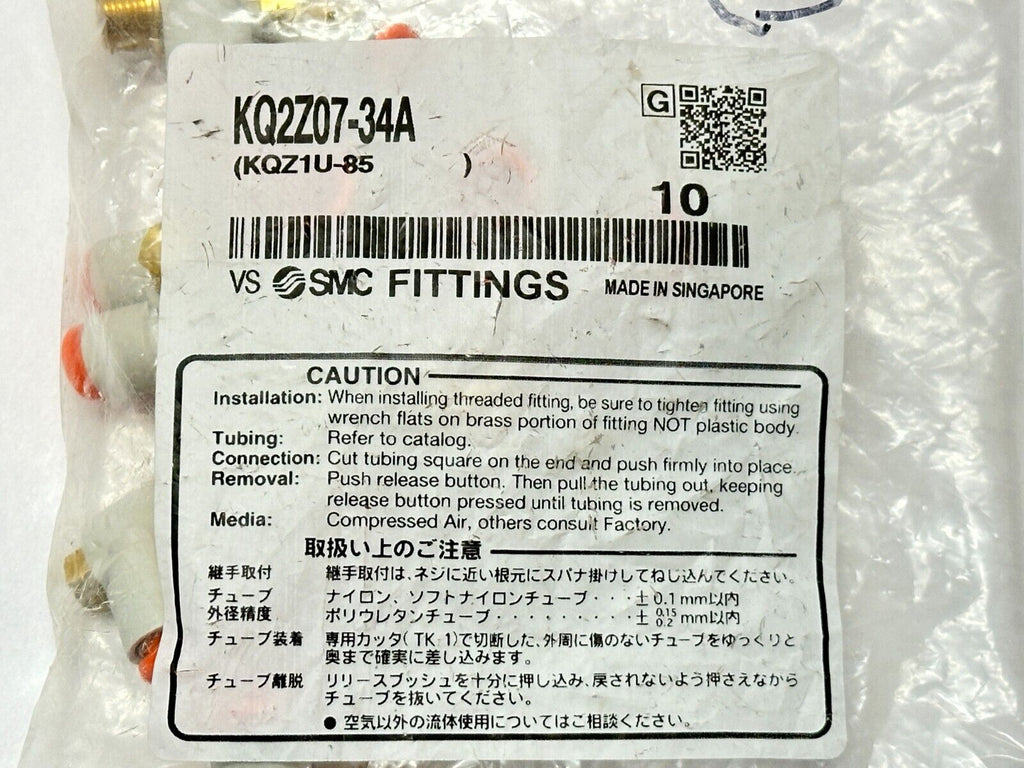 KQ2Z07-34A
(KQZ1U-85 )
G
10
VS SMC FITTINGS MADE IN SINGAPORE
CAUTION
Installation: When installing threaded fitting, be sure to tighten fitting using
wrench flats on brass portion of fitting NOT plastic body.
Tubing: Refer to catalog.
Connection: Cut tubing square on the end and push firmly into place.
Removal: Push release button. Then pull the tubing out, keeping
release button pressed until tubing is removed.
Media: Compressed Air, others consult Factory.
取扱い上のご注意
継手取付 継手取付は、ネジに近い根元にスパナ掛けしてねじ込んでください。
チューブ ナイロン、ソフトナイロンチューブ・・・± 0.1 mm以内
外径精度 ポリウレタンチューブ・・・・・・・・・± 0.15 0.2 mm以内
チューブ装着 専用カッタ(TK-1)で切断した、外周に傷のないチューブをゆっくりと
奥まで確実に差し込みます。
チューブ離脱 リリースブッシュを十分に押し込み、戻されないよう押さえながら
チューブを抜いてください。
● 空気以外の流体使用についてはご相談ください。